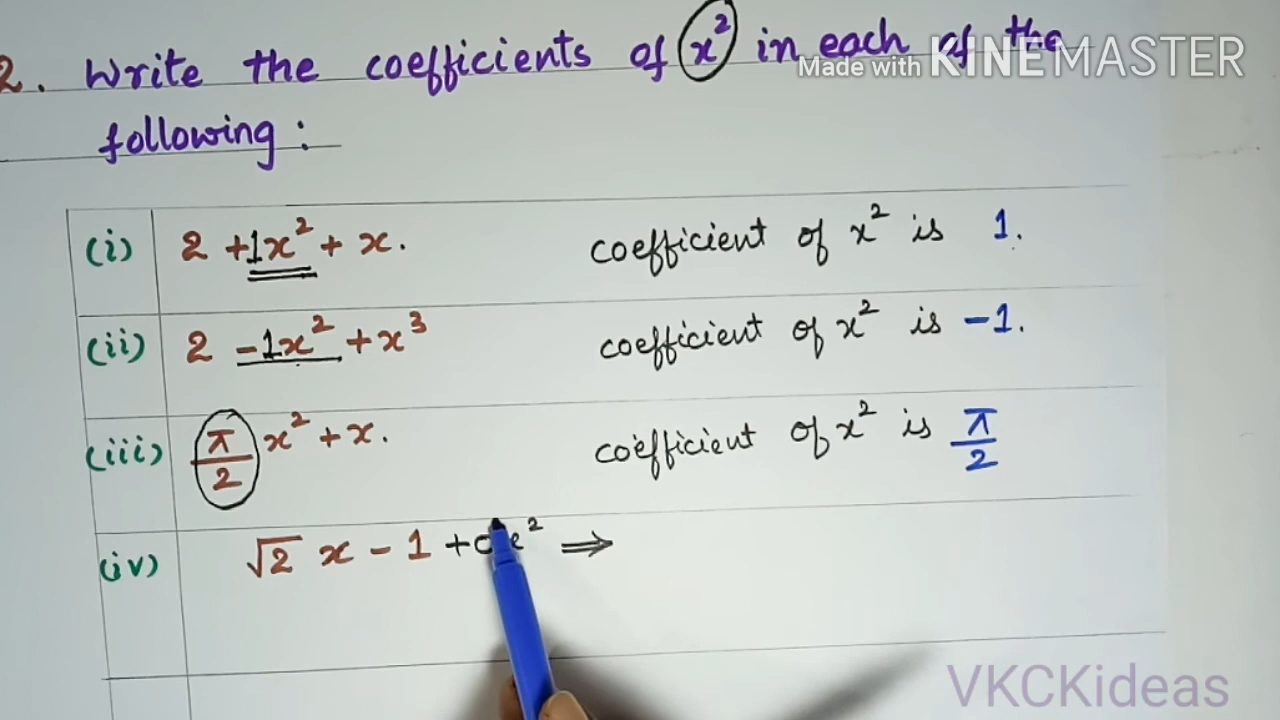 2. Write the coefficients of x² in each of the
Made with KINEMASTER
following :
(i) 2 + 1x² + x. coefficient of x² is 1.
(ii) 2 - 1x² + x³ coefficient of x² is -1.
(iii) π/2 x² + x. coefficient of x² is π/2
(iv) √2 x - 1 + x² ⇒
VKCKideas